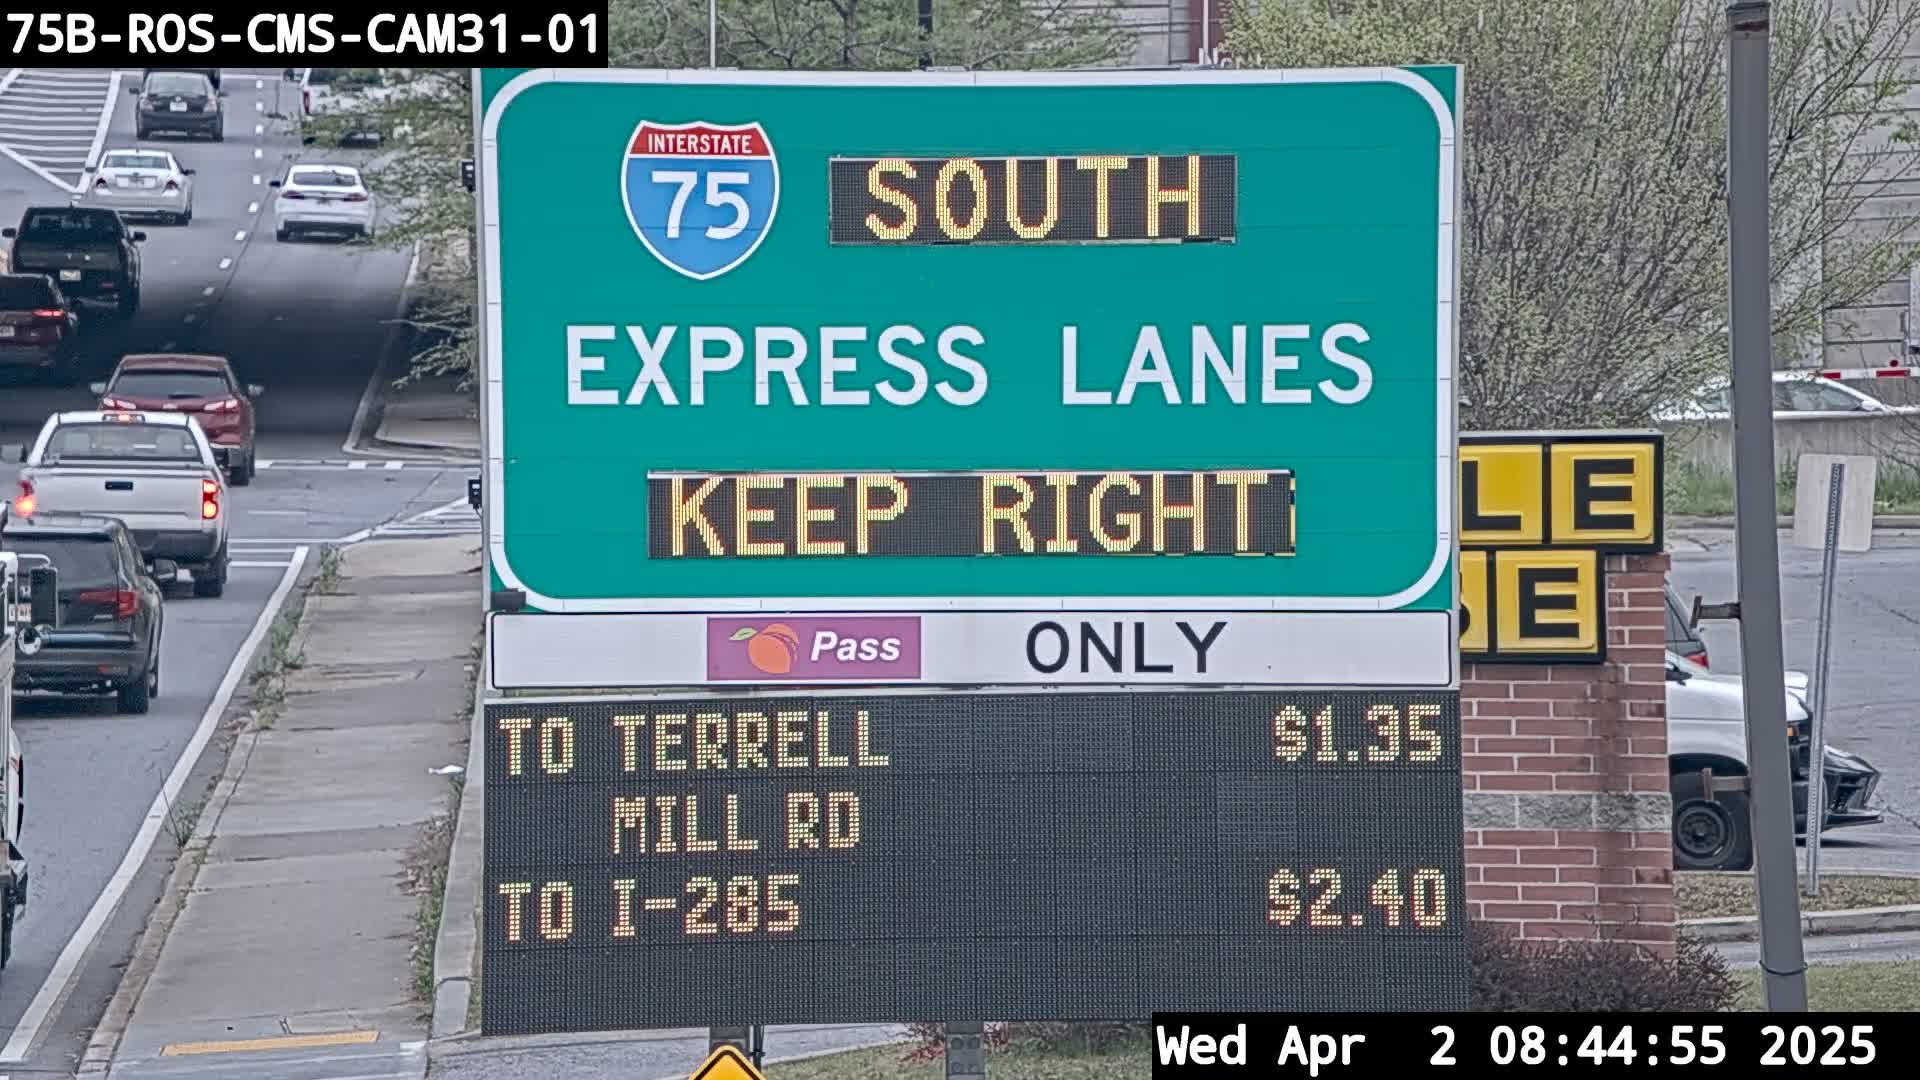 75B-ROS-CMS-CAM31-01
INTERSTATE
75
SOUTH
EXPRESS LANES
KEEP RIGHT
Pass ONLY
TO TERRELL $1.35
MILL RD
TO I-285 $2.40
LE
E
Wed Apr 2 08:44:55 2025